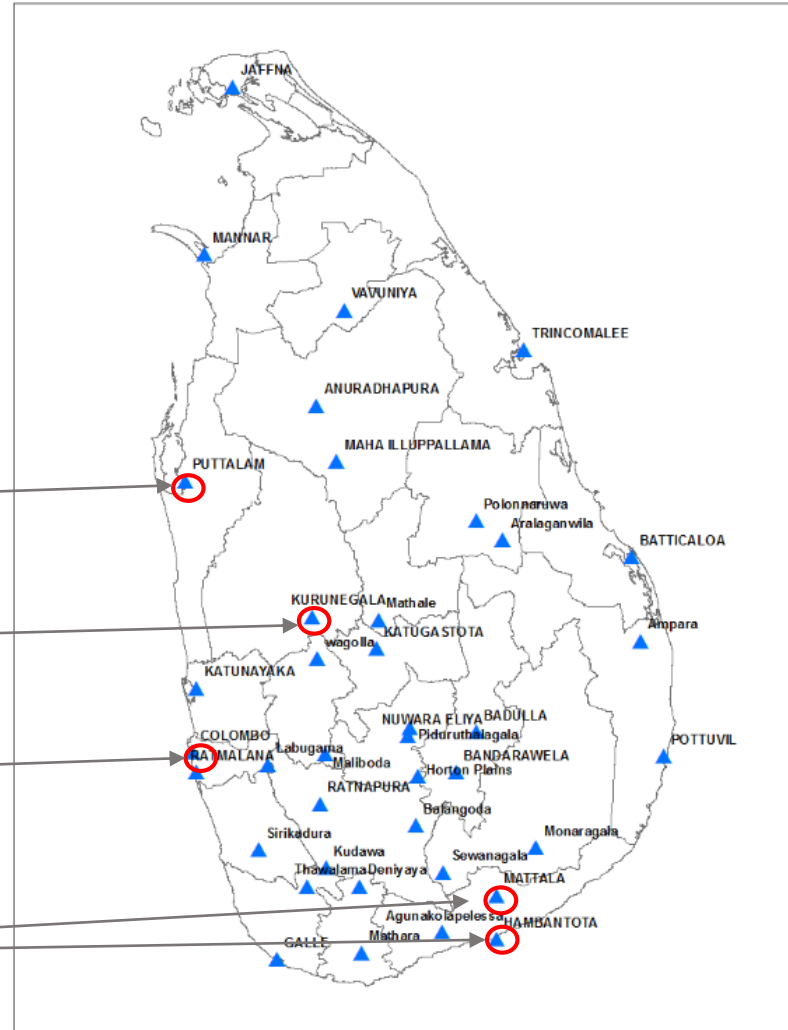 JAFFNA
MANNAR
VAVUNIYA
TRINCOMALEE
ANURADHAPURA
MAHA ILLUPPALLAMA
PUTTALAM
Polonnaruwa
Aralaganwila
BATTICALOA
KURUNEGALA
Mathale
KATUGASTOTA
Ampara
wagolla
KATUNAYAKA
NUWARA ELIYA
BADULLA
COLOMBO
Piduruthalagala
POTTUVIL
RATMALANA
Labugama
Maliboda
BANDARAWELA
Horton Plains
RATNAPURA
Balangoda
Sirikadura
Monaragala
Kudawa
Sewanagala
Thawalama
Deniyaya
MATTALA
Agunakolapelessa
HAMBANTOTA
GALLE
Mathara